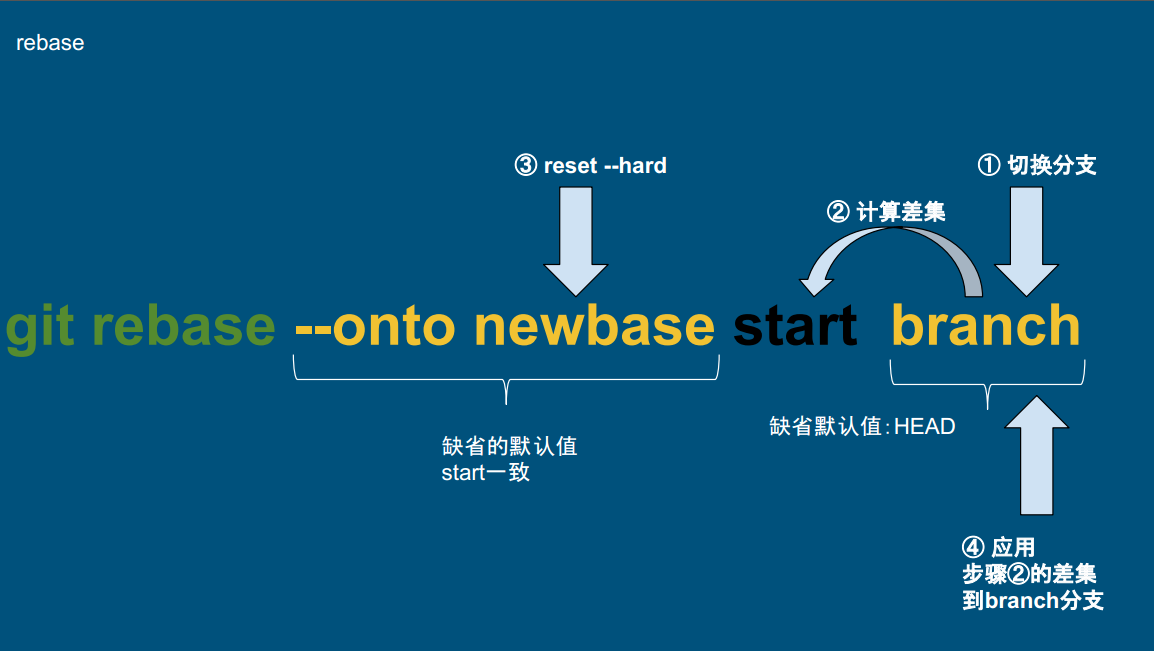 rebase
③ reset --hard
① 切换分支
② 计算差集
git rebase --onto newbase start branch
缺省的默认值
start一致
缺省默认值：HEAD
④ 应用
步骤②的差集
到branch分支